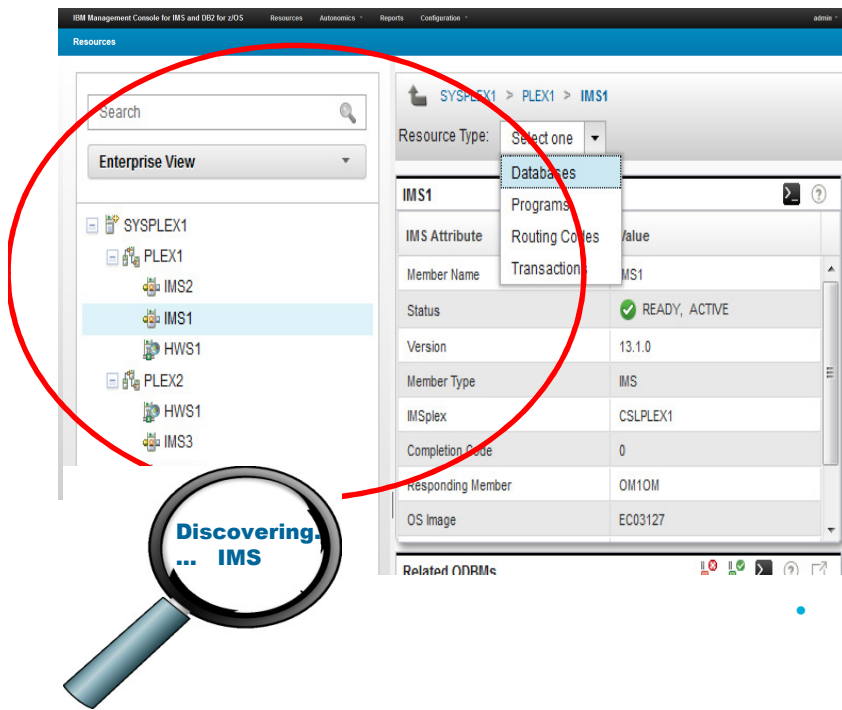 IBM Management Console for IMS and DB2 for z/OS Resources Autonomics Reports Configuration admin
Resources
Search
Enterprise View
SYSPLEX1
PLEX1
IMS2
IMS1
HWS1
PLEX2
HWS1
IMS3
SYSPLEX1 > PLEX1 > IMS1
Resource Type: Select one
Databases
Programs
Routing Codes
Transactions
IMS1
IMS Attribute Value
Member Name IMS1
Status READY, ACTIVE
Version 13.1.0
Member Type IMS
IMSplex CSLPLEX1
Completion Code 0
Responding Member OM1OM
OS Image EC03127
Related ODBMs
Discovering.
... IMS